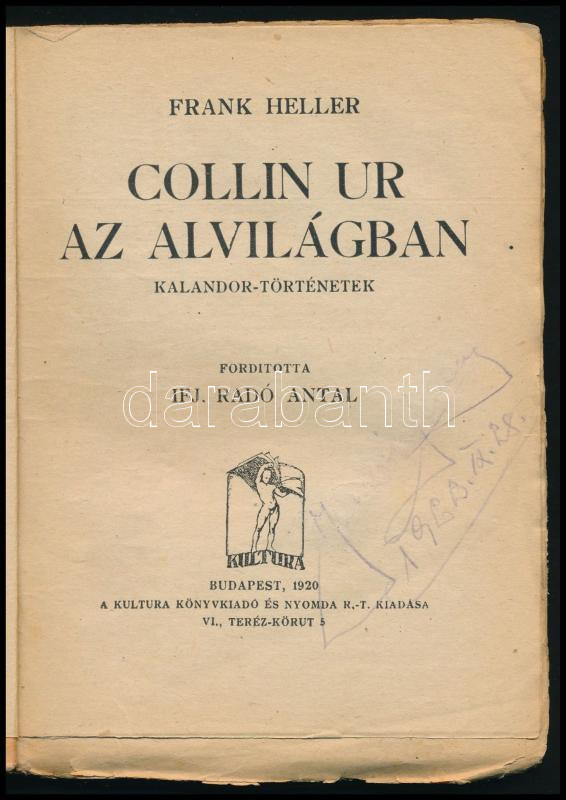 FRANK HELLER
COLLIN UR
AZ ALVILÁGBAN
KALANDOR-TÖRTÉNETEK
FORDITOTTA
IFJ. RADÓ ANTAL
darabanth
KULTURA
BUDAPEST, 1920
A KULTURA KÖNYVKIADÓ ÉS NYOMDA R.-T. KIADÁSA
VI., TERÉZ-KÖRUT 5